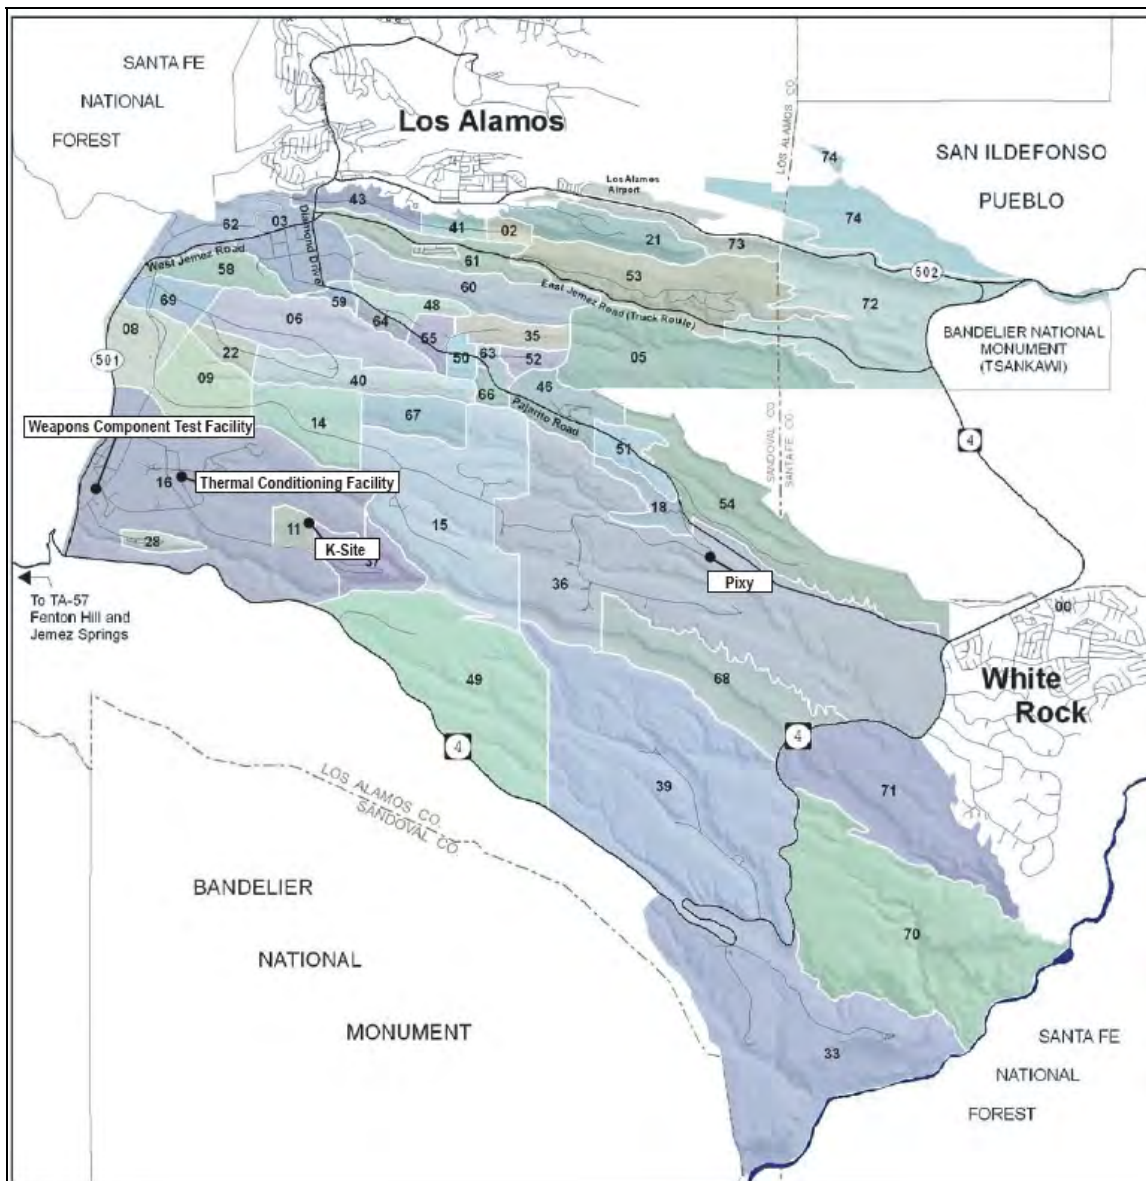 SANTA FE
NATIONAL
FOREST
Los Alamos
LOS ALAMOS CO.
74
SAN ILDEFONSO
PUEBLO
Los Alamos
Airport
43
62
03
Diamond Drive
41
02
21
73
74
West Jemez Road
58
61
53
502
60
East Jemez Road (Truck Route)
72
69
59
48
08
06
64
55
35
BANDELIER NATIONAL
MONUMENT
(TSANKAWI)
501
22
50
63
52
05
09
40
46
66
67
14
Pajarito Road
Weapons Component Test Facility
51
SANDOVAL CO.
SANTA FE CO.
4
16
Thermal Conditioning Facility
18
54
15
11
28
K-Site
37
36
Pixy
To TA-57
Fenton Hill and
Jemez Springs
00
49
68
White
Rock
4
4
LOS ALAMOS CO.
SANDOVAL CO.
39
71
BANDELIER
NATIONAL
MONUMENT
70
33
SANTA FE
NATIONAL
FOREST